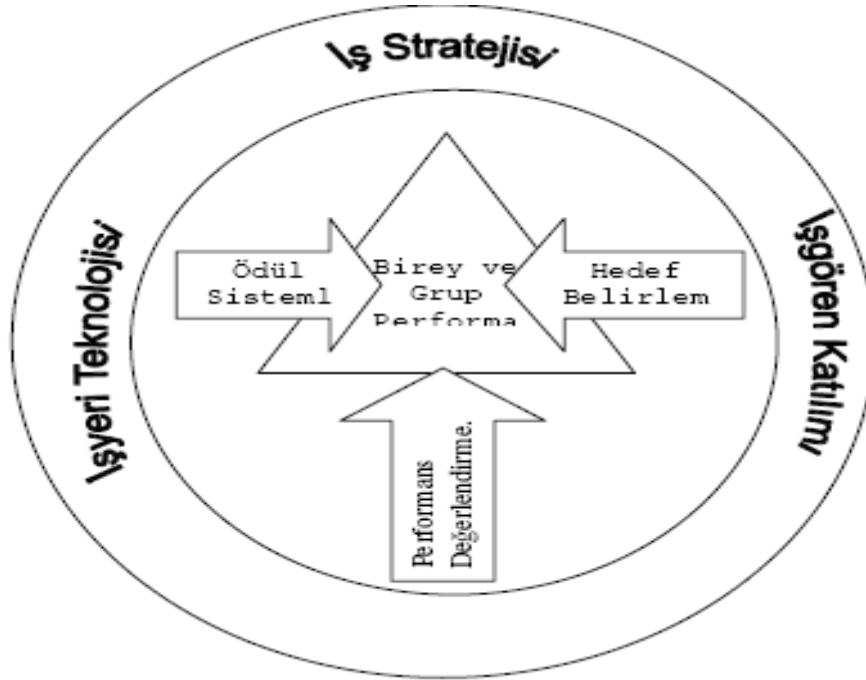 İş Stratejisi
İşyeri Teknolojisi
İşgören Katılımı
Ödül
Sisteml
Birey ve
Grup
Performa
Hedef
Belirlem
Performans
Değerlendirme.